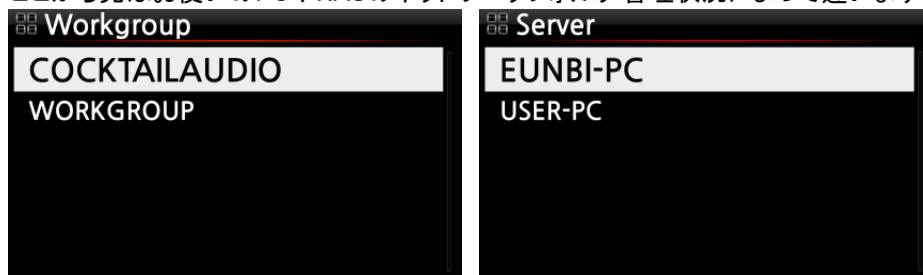 Workgroup
COCKTAILAUDIO
WORKGROUP
Server
EUNBI-PC
USER-PC